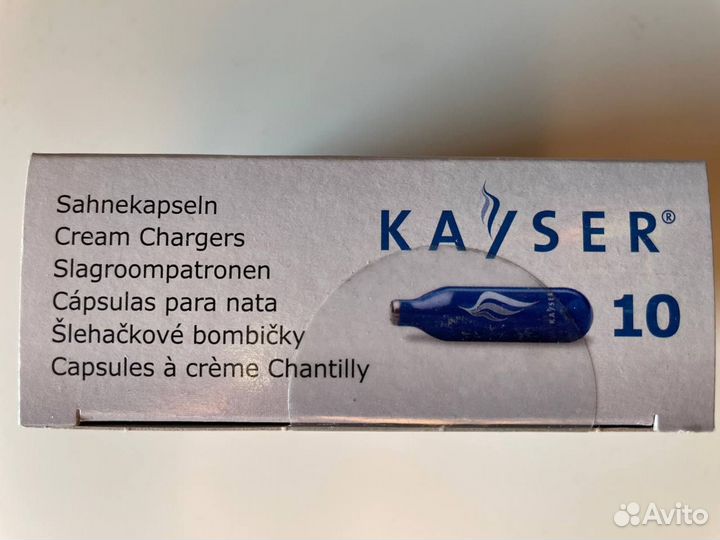 Sahnekapseln
Cream Chargers
Slagroompatronen
Cápsulas para nata
Šlehačkové bombičky
Capsules à crème Chantilly
KAYSER®
KAYSER
10
Avito